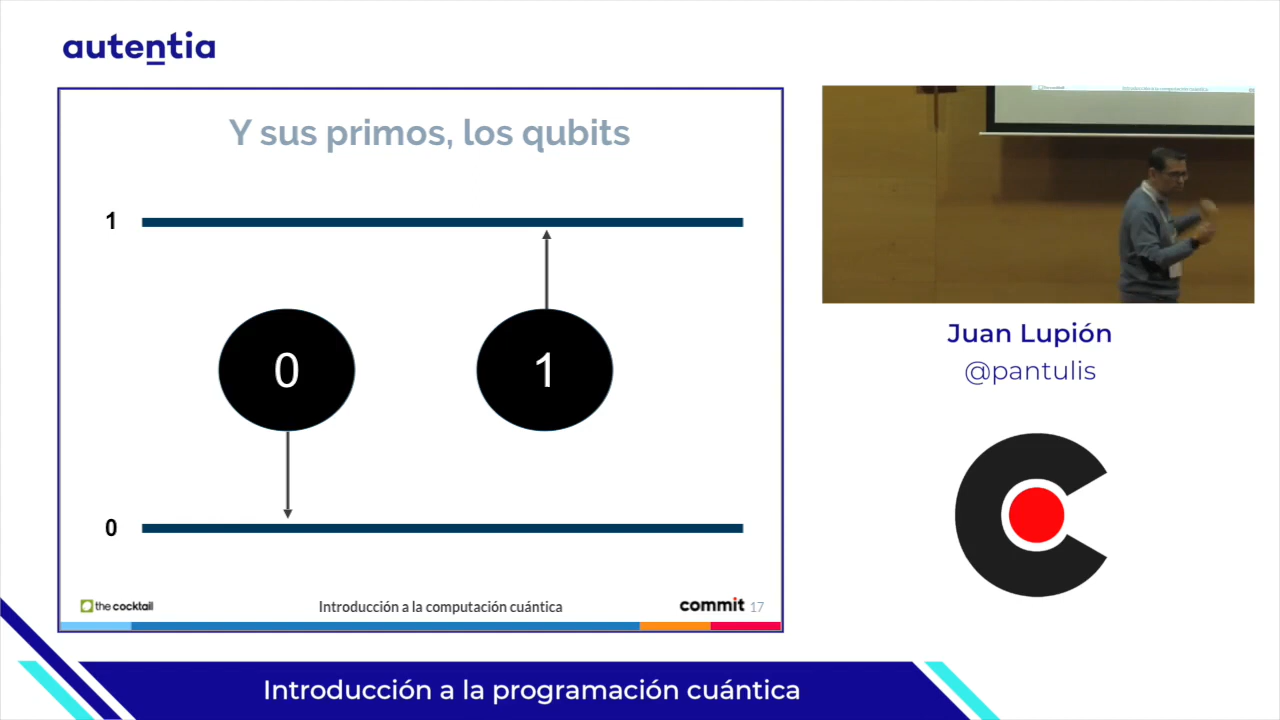 autentia
Y sus primos, los qubits
1
0
1
0
the cocktail
Introducción a la computación cuántica
commit 17
Juan Lupión
@pantulis
Introducción a la programación cuántica